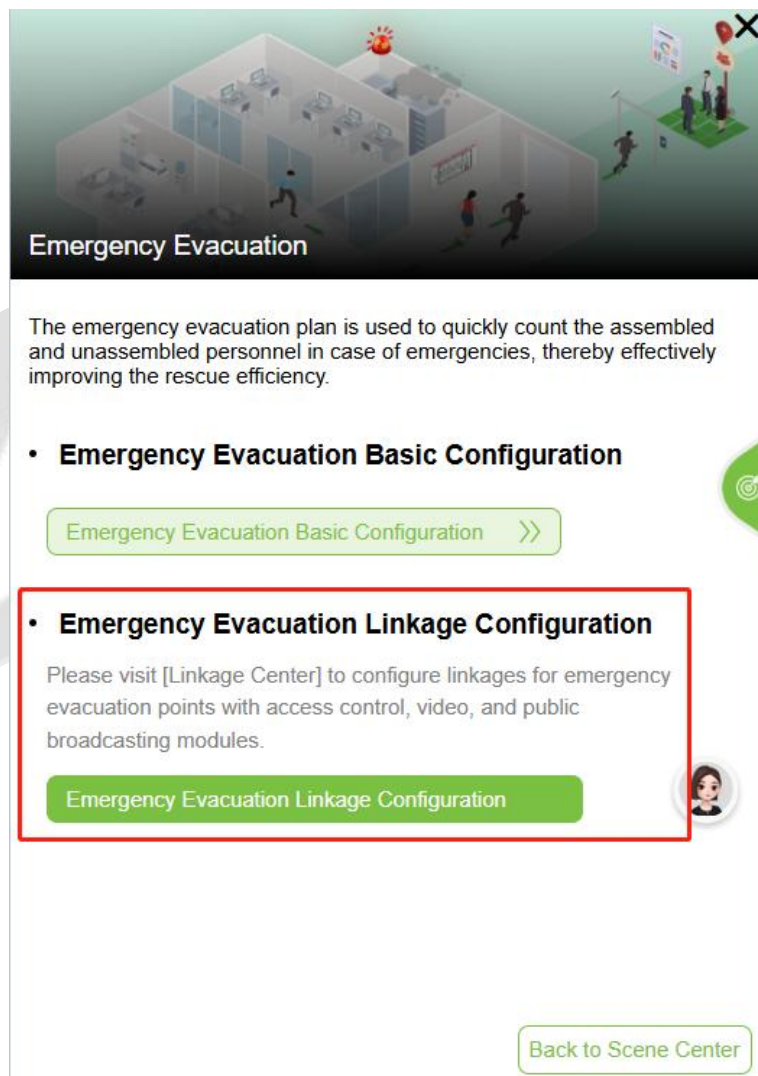 Emergency Evacuation
The emergency evacuation plan is used to quickly count the assembled
and unassembled personnel in case of emergencies, thereby effectively
improving the rescue efficiency.
• Emergency Evacuation Basic Configuration
Emergency Evacuation Basic Configuration
• Emergency Evacuation Linkage Configuration
Please visit [Linkage Center] to configure linkages for emergency
evacuation points with access control, video, and public
broadcasting modules.
Emergency Evacuation Linkage Configuration
Back to Scene Center